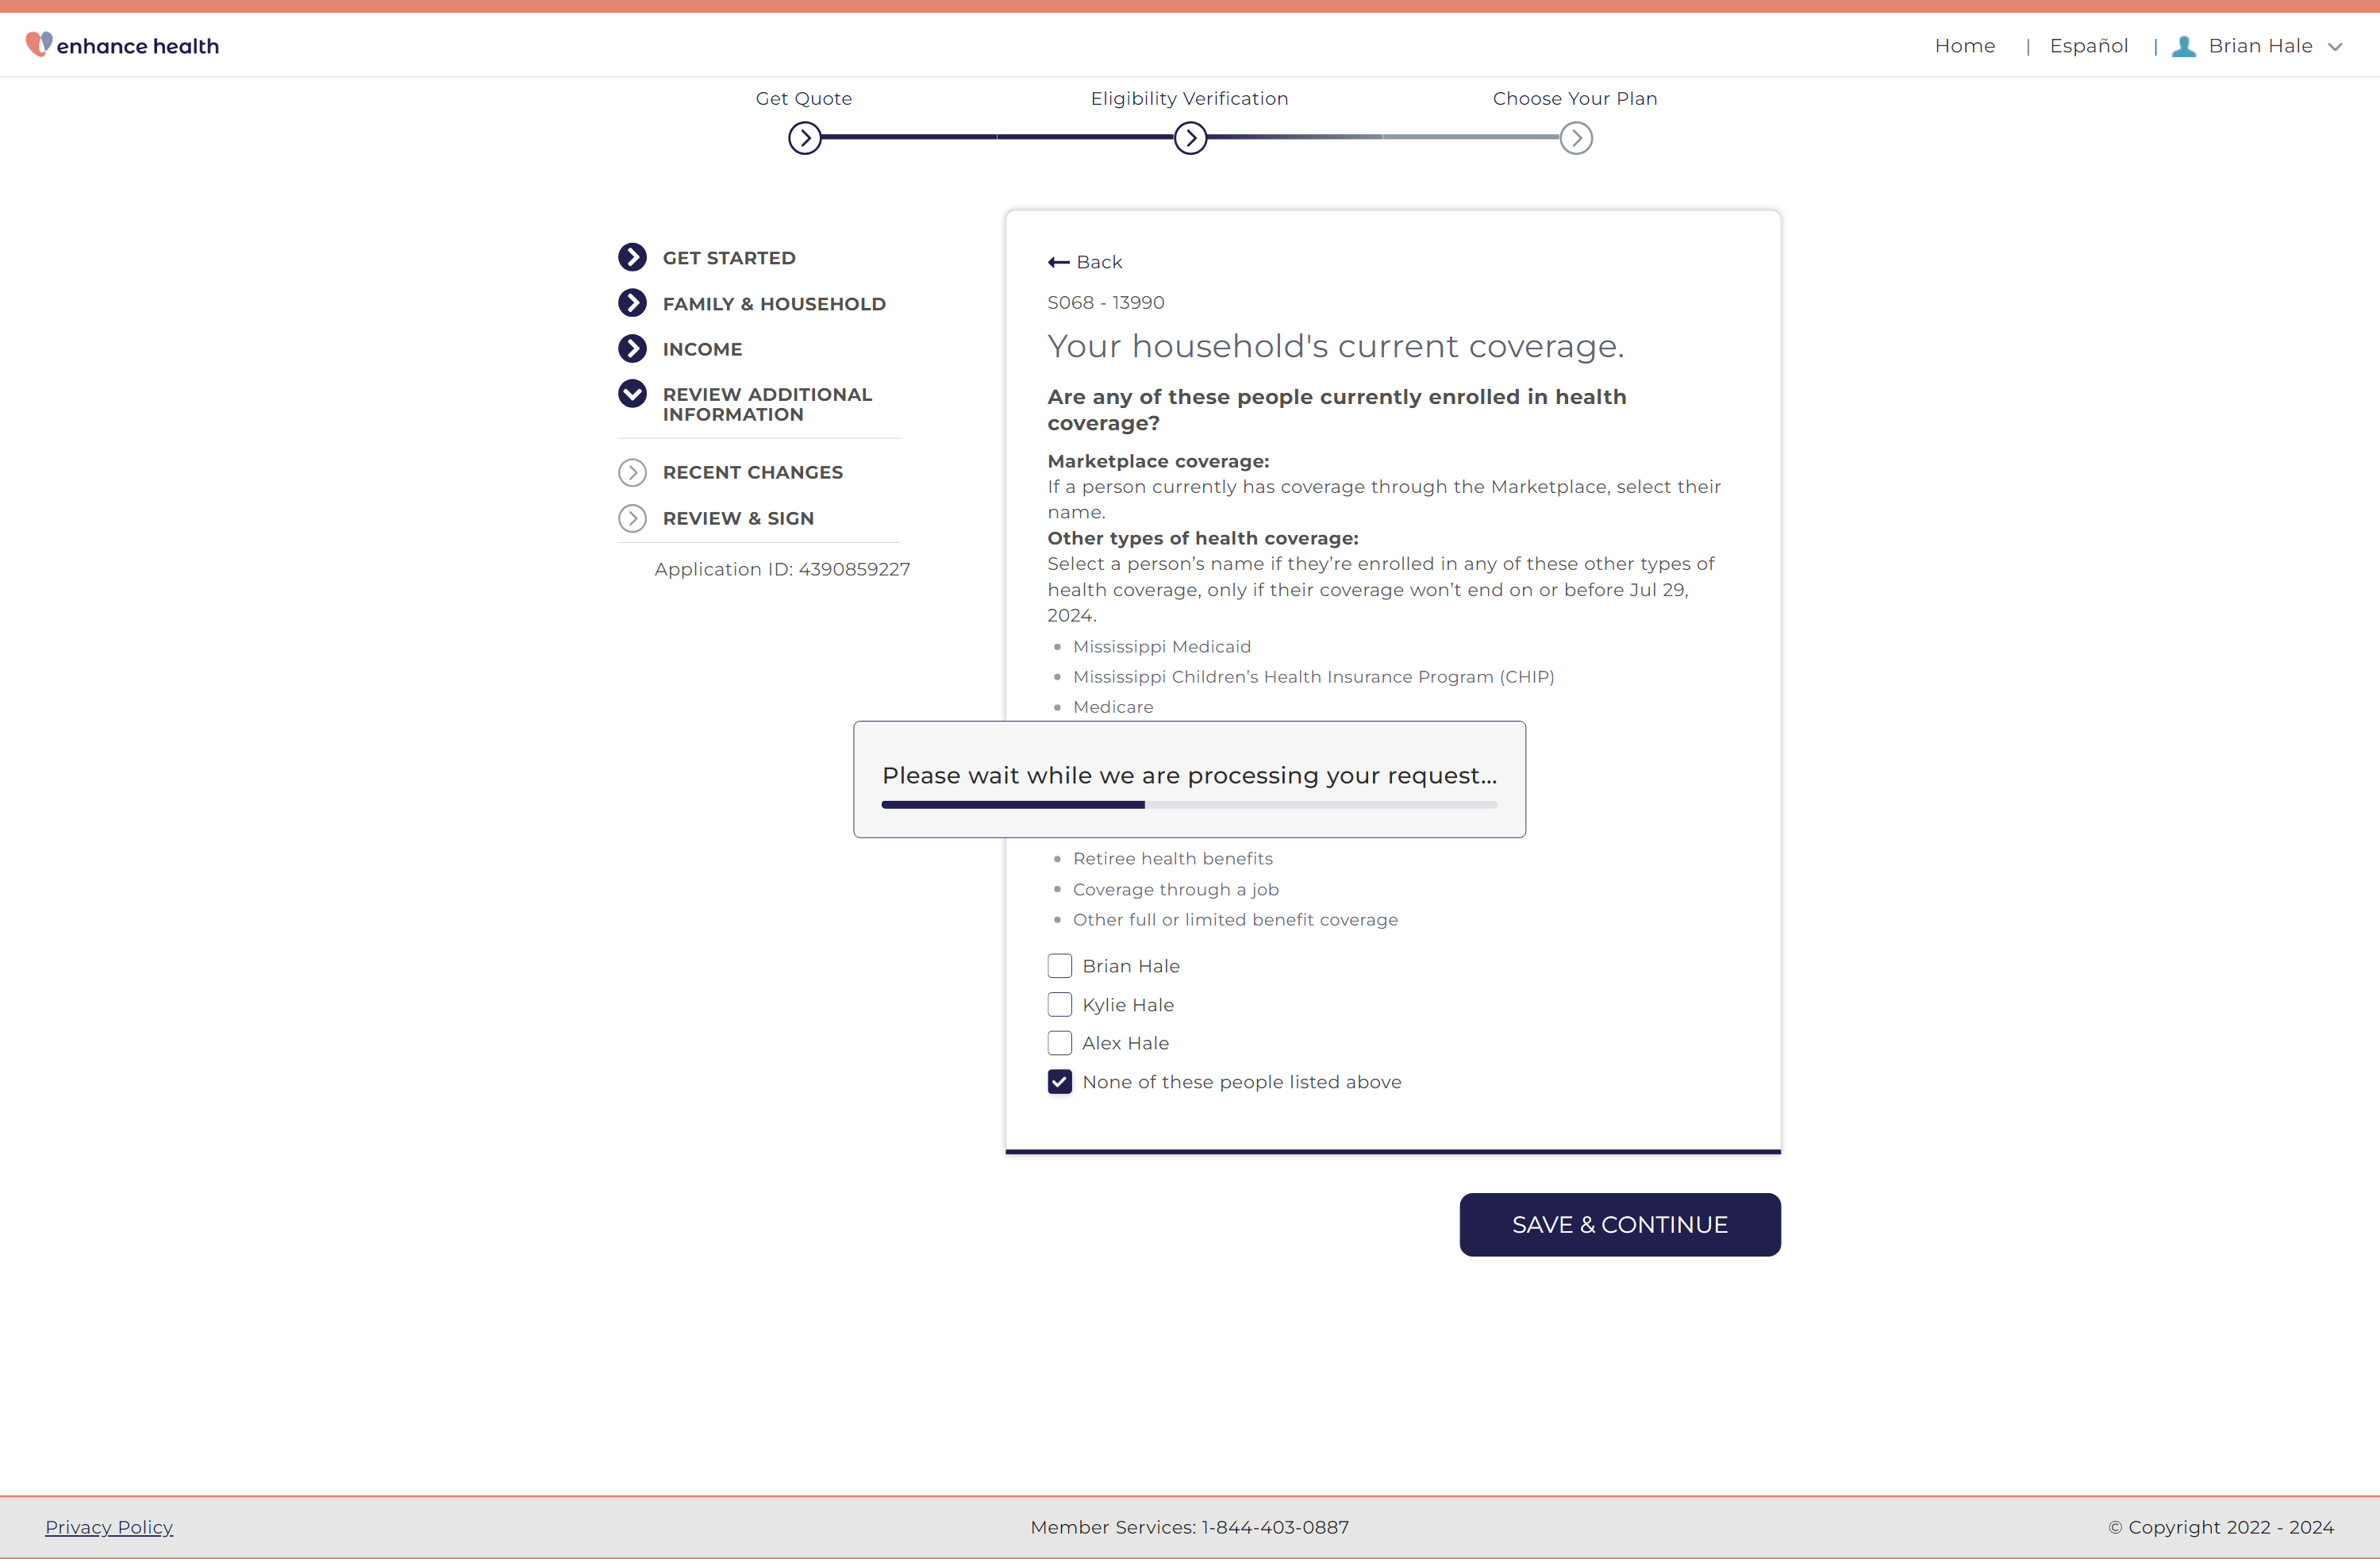 enhance health
Home | Español | Brian Hale
Get Quote
Eligibility Verification
Choose Your Plan
GET STARTED
FAMILY & HOUSEHOLD
INCOME
REVIEW ADDITIONAL
INFORMATION
RECENT CHANGES
REVIEW & SIGN
Application ID: 4390859227
Back
S068 - 13990
Your household's current coverage.
Are any of these people currently enrolled in health
coverage?
Marketplace coverage:
If a person currently has coverage through the Marketplace, select their
name.
Other types of health coverage:
Select a person’s name if they’re enrolled in any of these other types of
health coverage, only if their coverage won’t end on or before Jul 29,
2024.
• Mississippi Medicaid
• Mississippi Children’s Health Insurance Program (CHIP)
• Medicare
Please wait while we are processing your request...
• Retiree health benefits
• Coverage through a job
• Other full or limited benefit coverage
Brian Hale
Kylie Hale
Alex Hale
None of these people listed above
SAVE & CONTINUE
Privacy Policy
Member Services: 1-844-403-0887
© Copyright 2022 - 2024